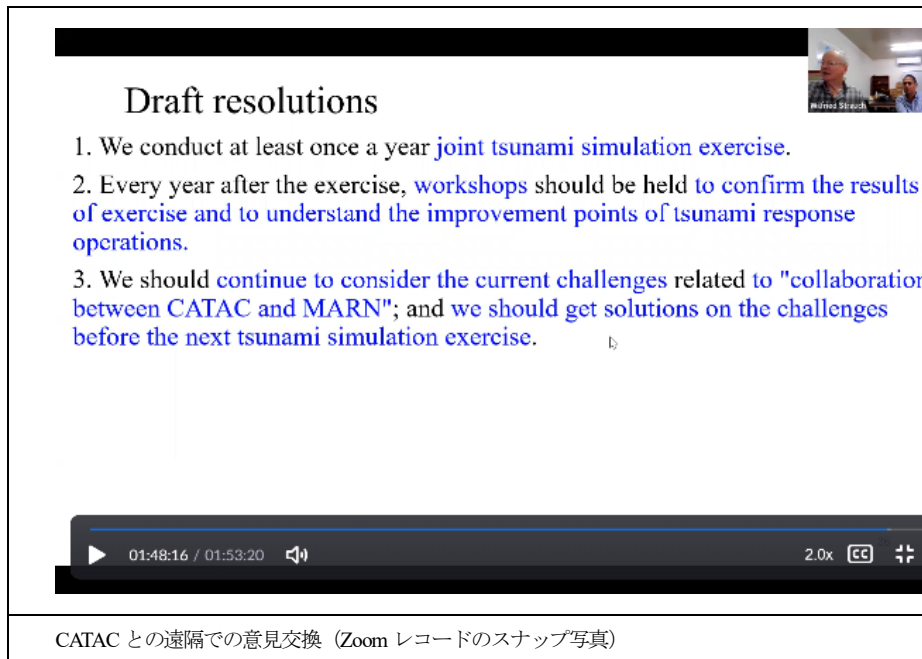 Wilfried Strauch
Draft resolutions
1. We conduct at least once a year joint tsunami simulation exercise.
2. Every year after the exercise, workshops should be held to confirm the results
of exercise and to understand the improvement points of tsunami response
operations.
3. We should continue to consider the current challenges related to "collaboration
between CATAC and MARN"; and we should get solutions on the challenges
before the next tsunami simulation exercise.
01:48:16 / 01:53:20 2.0x CC
CATAC との遠隔での意見交換（Zoom レコードのスナップ写真）